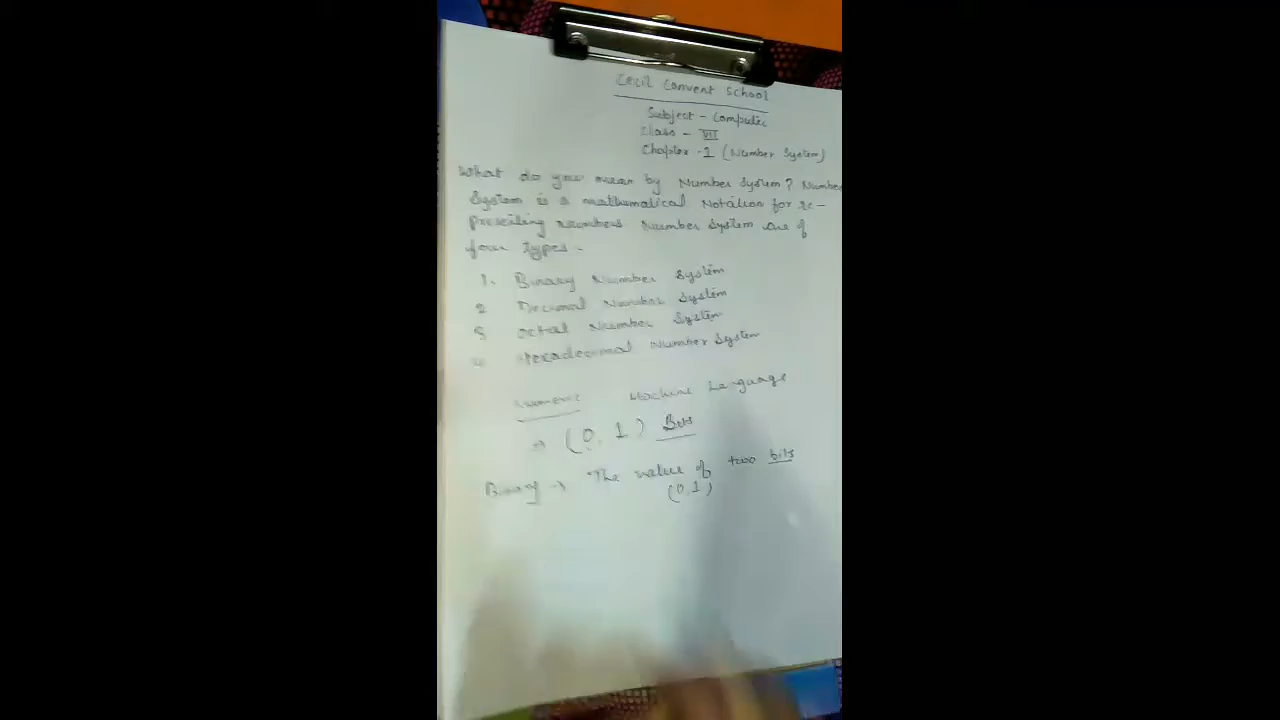 Cecil Convent School
Subject - Computer
Class - VII
Chapter - 1 (Number System)
What do you mean by Number System? Number
System is a mathematical Notation for re-
presenting Numbers Number System are of
four types -
1. Binary Number System
2 Decimal Number System
3 Octal Number System
4 Hexadecimal Number System
Numeric Machine Language
⇒ (0, 1) Bits
Binary → The value of two bits
(0,1)